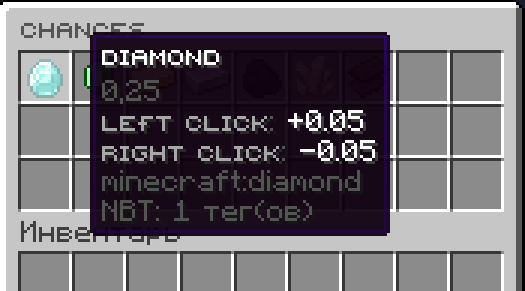 CHANCES
DIAMOND
0,25
LEFT CLICK: +0.05
RIGHT CLICK: -0.05
minecraft:diamond
NBT: 1 тег(ов)
Инвентарь